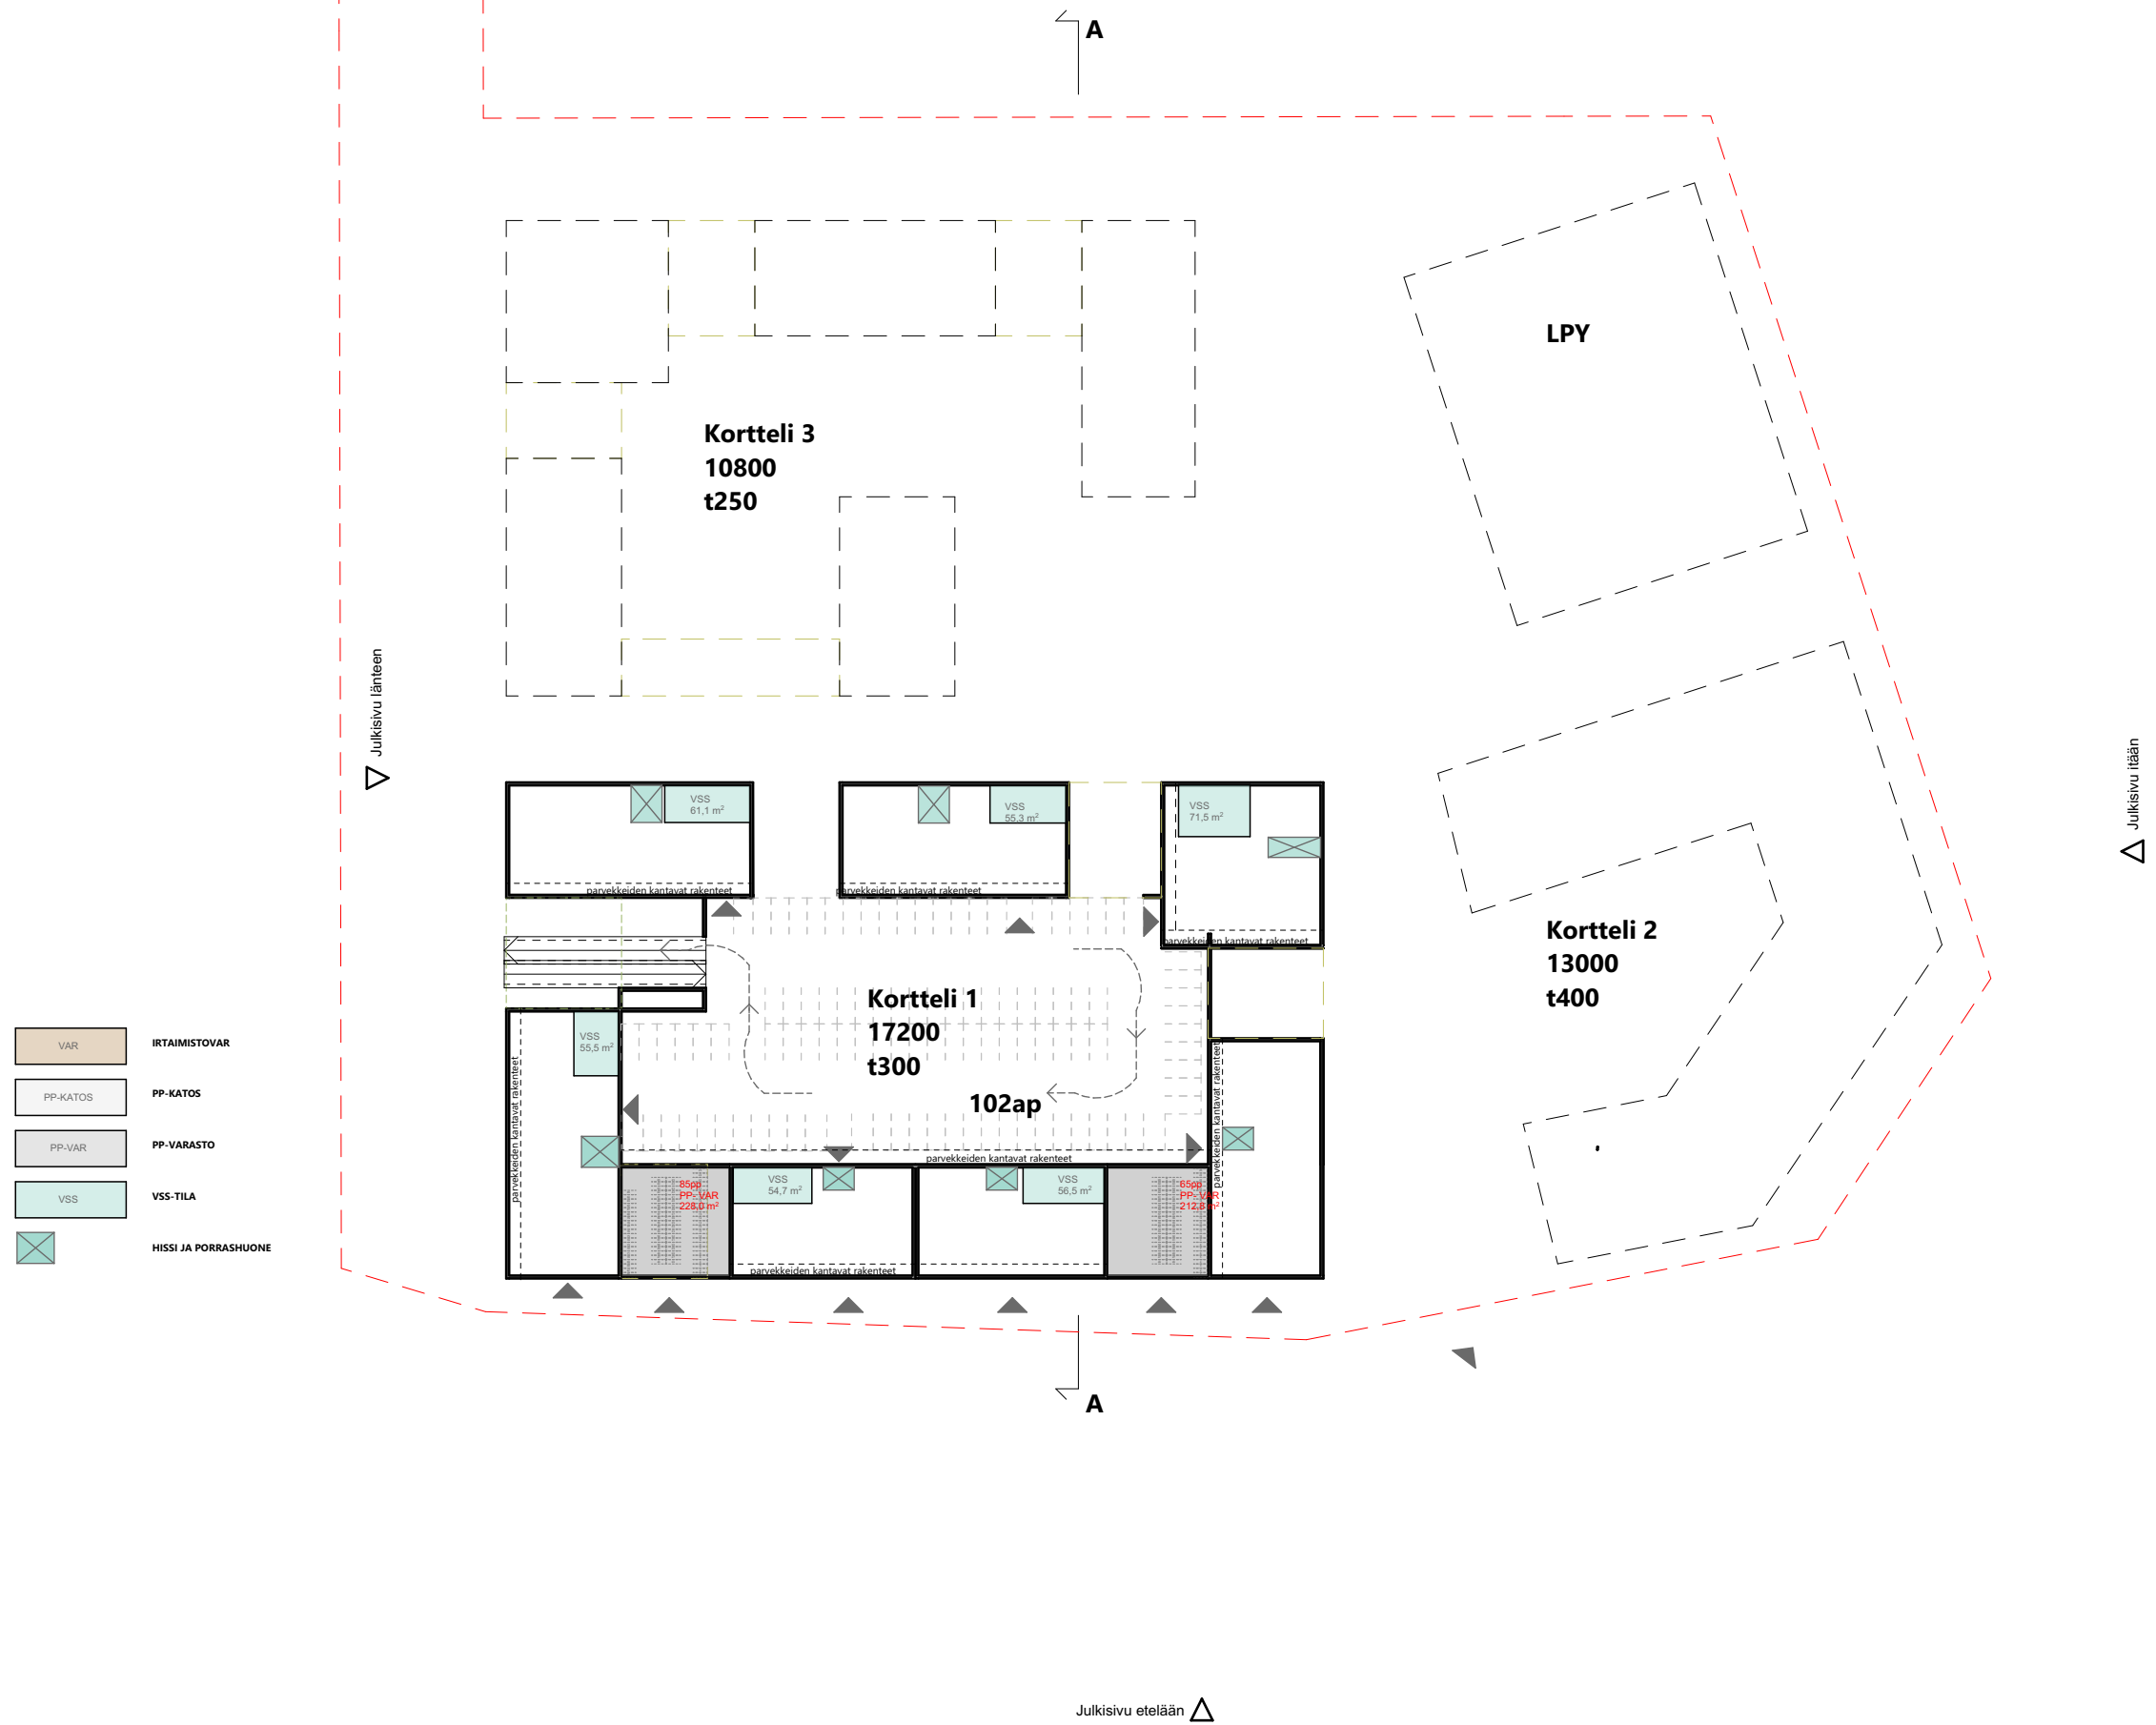 A
LPY
Kortteli 3
10800
t250
Julkisivu länteen
Julkisivu itään
VSS
61,1 m²
VSS
55,3 m²
VSS
71,5 m²
parvekkeiden kantavat rakenteet
parvekkeiden kantavat rakenteet
parvekkeiden kantavat rakenteet
Kortteli 2
13000
t400
Kortteli 1
17200
t300
102ap
VSS
55,5 m²
parvekkeiden kantavat rakenteet
parvekkeiden kantavat rakenteet
parvekkeiden kantavat rakenteet
VAR
IRTAIMISTOVAR
PP-KATOS
PP-KATOS
PP-VAR
PP-VARASTO
VSS
VSS-TILA
HISSI JA PORRASHUONE
85pp
PP- VAR
228,0 m²
VSS
54,7 m²
VSS
56,5 m²
65pp
PP- VAR
212,8 m²
parvekkeiden kantavat rakenteet
A
Julkisivu etelään